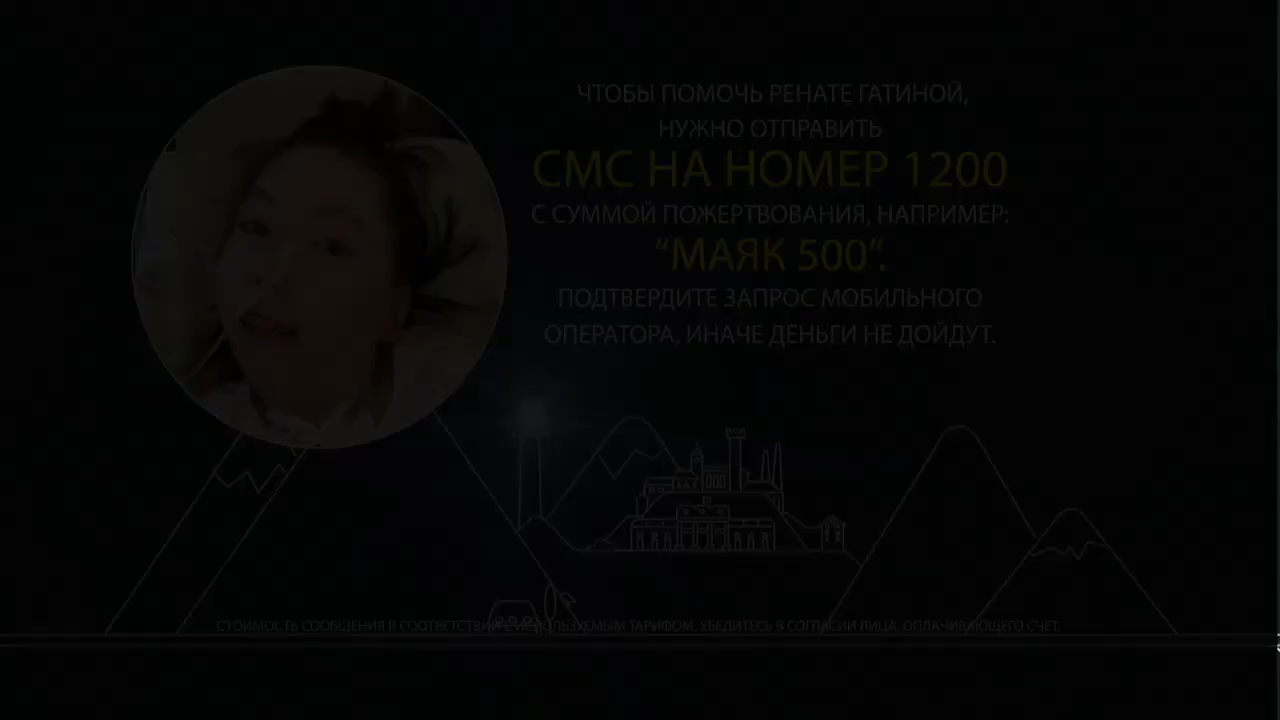 ЧТОБЫ ПОМОЧЬ РЕНАТЕ ГАТИНОЙ,
НУЖНО ОТПРАВИТЬ
СМС НА НОМЕР 1200
С СУММОЙ ПОЖЕРТВОВАНИЯ, НАПРИМЕР:
“МАЯК 500”.
ПОДТВЕРДИТЕ ЗАПРОС МОБИЛЬНОГО
ОПЕРАТОРА, ИНАЧЕ ДЕНЬГИ НЕ ДОЙДУТ.
СТОИМОСТЬ СООБЩЕНИЯ В СООТВЕТСТВИИ С ИСПОЛЬЗУЕМЫМ ТАРИФОМ. УБЕДИТЕСЬ В СОГЛАСИИ ЛИЦА, ОПЛАЧИВАЮЩЕГО СЧЕТ.